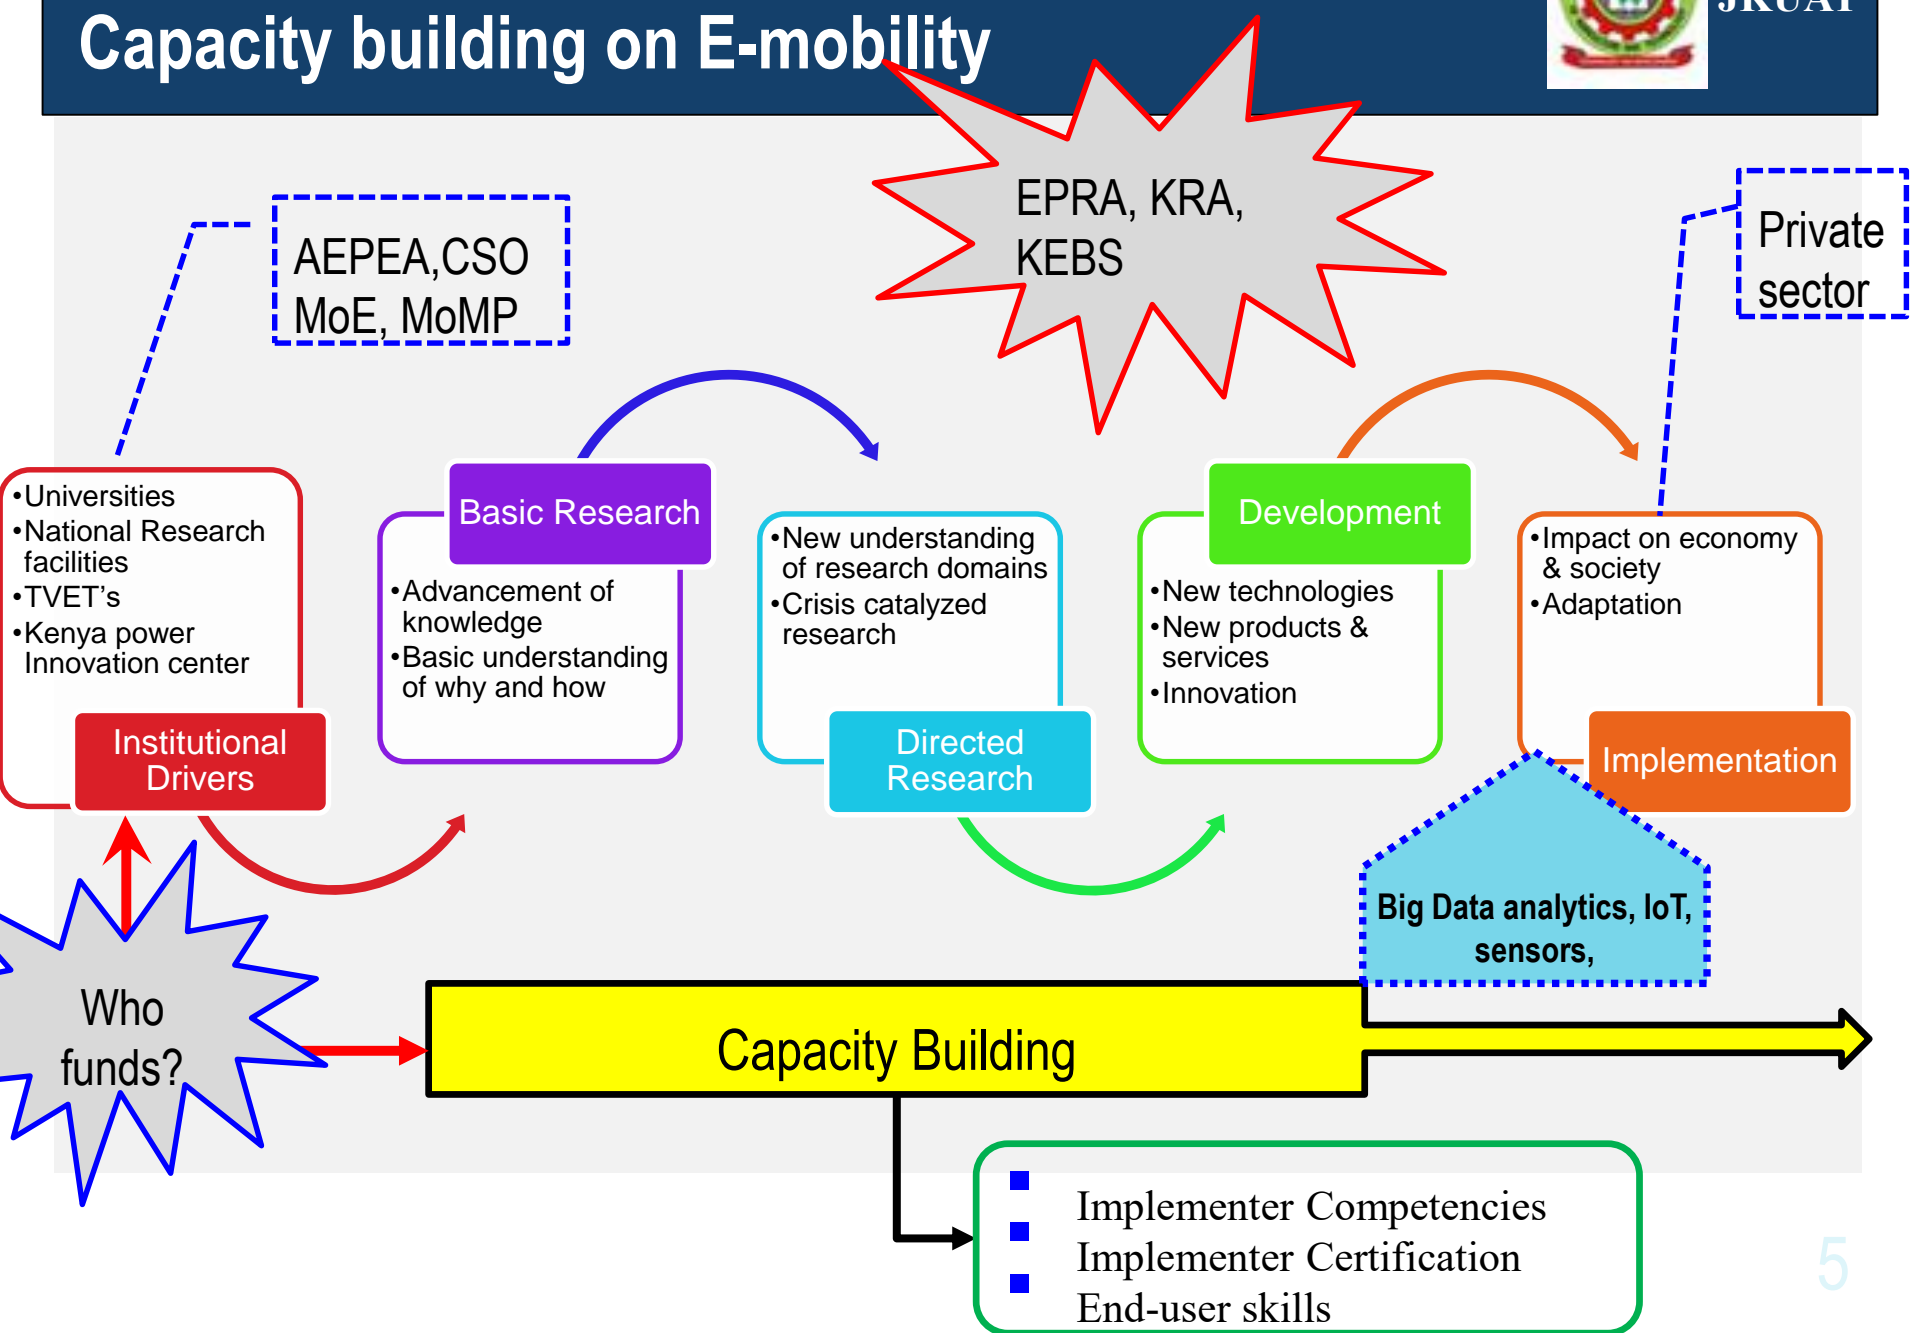 Capacity building on E-mobility
JKUAT
EPRA, KRA,
KEBS
AEPEA,CSO
MoE, MoMP
Private
sector
•Universities
•National Research
facilities
•TVET's
•Kenya power
Innovation center
Institutional
Drivers
Basic Research
•Advancement of
knowledge
•Basic understanding
of why and how
•New understanding
of research domains
•Crisis catalyzed
research
Directed
Research
Development
•New technologies
•New products &
services
•Innovation
•Impact on economy
& society
•Adaptation
Implementation
Big Data analytics, IoT,
sensors,
Who
funds?
Capacity Building
Implementer Competencies
Implementer Certification
End-user skills
5